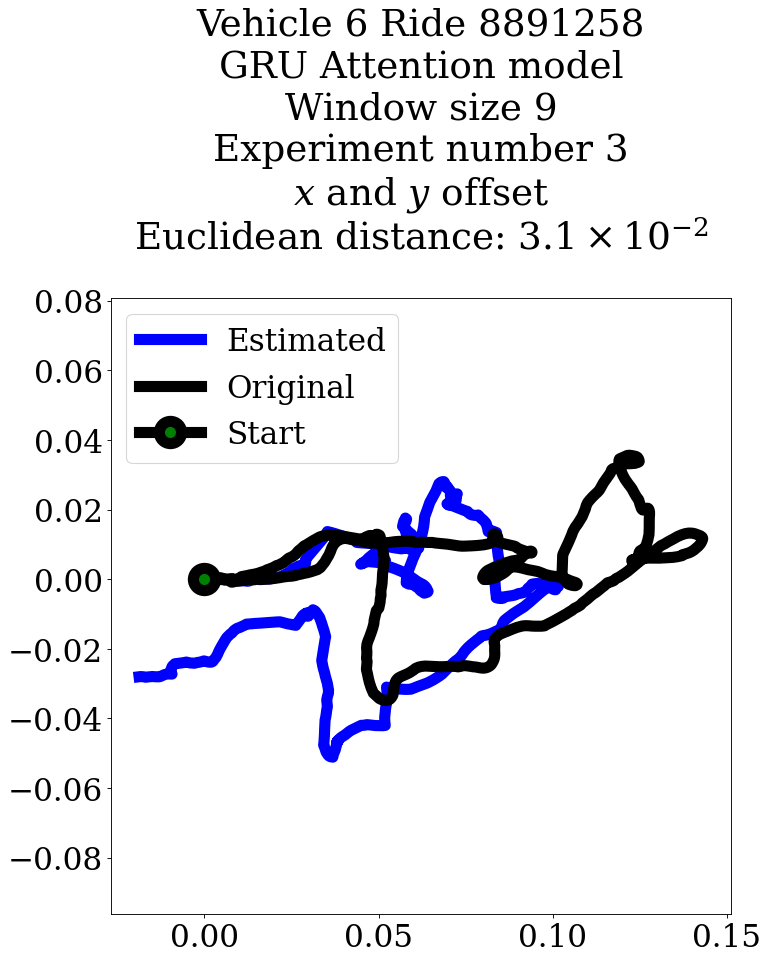 Vehicle 6 Ride 8891258
GRU Attention model
Window size 9
Experiment number 3
x and y offset
Euclidean distance: 3.1 × 10⁻²
0.08
0.06
0.04
0.02
0.00
−0.02
−0.04
−0.06
−0.08
Estimated
Original
Start
0.00 0.05 0.10 0.15